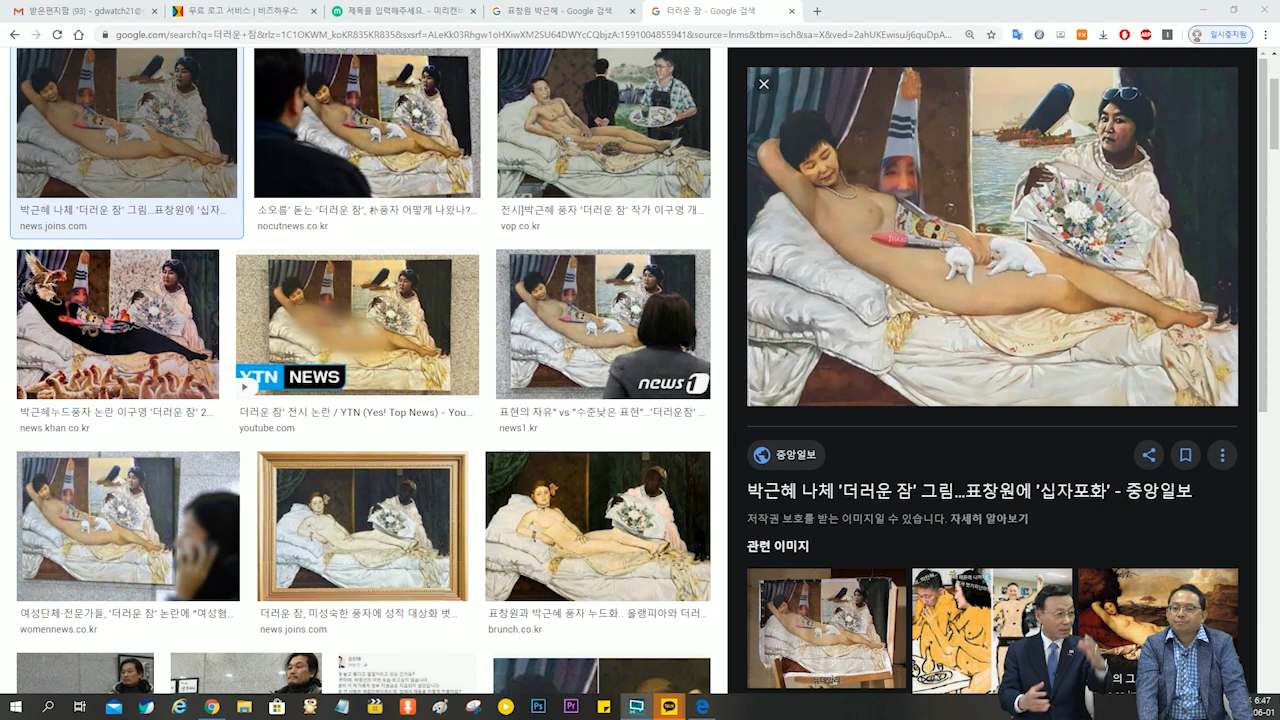 받은편지함 (93) - gdwatch21@g
무료 로고 서비스 | 비즈하우스
제목을 입력해주세요. - 미리캔버
표창원 박근혜 - Google 검색
더러운 잠 - Google 검색
google.com/search?q=더러운+잠&rlz=1C1OKWM_koKR835KR835&sxsrf=ALeKk03Rhgw1oHXiwXM2SU64DWYcCQbjzA:1591004855941&source=lnms&tbm=isch&sa=X&ved=2ahUKEwisuJj6quDpA...
일시중지됨
박근혜 나체 '더러운 잠' 그림...표창원에 '십자...
news.joins.com
소오름' 돋는 '더러운 잠', 朴풍자 어떻게 나왔나?...
nocutnews.co.kr
전시]박근혜 풍자 '더러운 잠' 작가 이구영 개...
vop.co.kr
YTN NEWS
news1
박근혜누드풍자 논란 이구영 '더러운 잠' 2...
news.khan.co.kr
더러운 잠' 전시 논란 / YTN (Yes! Top News) - You...
youtube.com
표현의 자유" vs "수준낮은 표현"...'더러운잠' ...
news1.kr
여성단체·전문가들, '더러운 잠' 논란에 "여성혐...
womennews.co.kr
더러운 잠, 미성숙한 풍자에 성적 대상화 벗...
news.joins.com
표창원과 박근혜 풍자 누드화.. 올랭피아와 더러...
brunch.co.kr
THAAD
중앙일보
박근혜 나체 '더러운 잠' 그림...표창원에 '십자포화' - 중앙일보
저작권 보호를 받는 이미지일 수 있습니다. 자세히 알아보기
관련 이미지
의 그
6:47
06-01